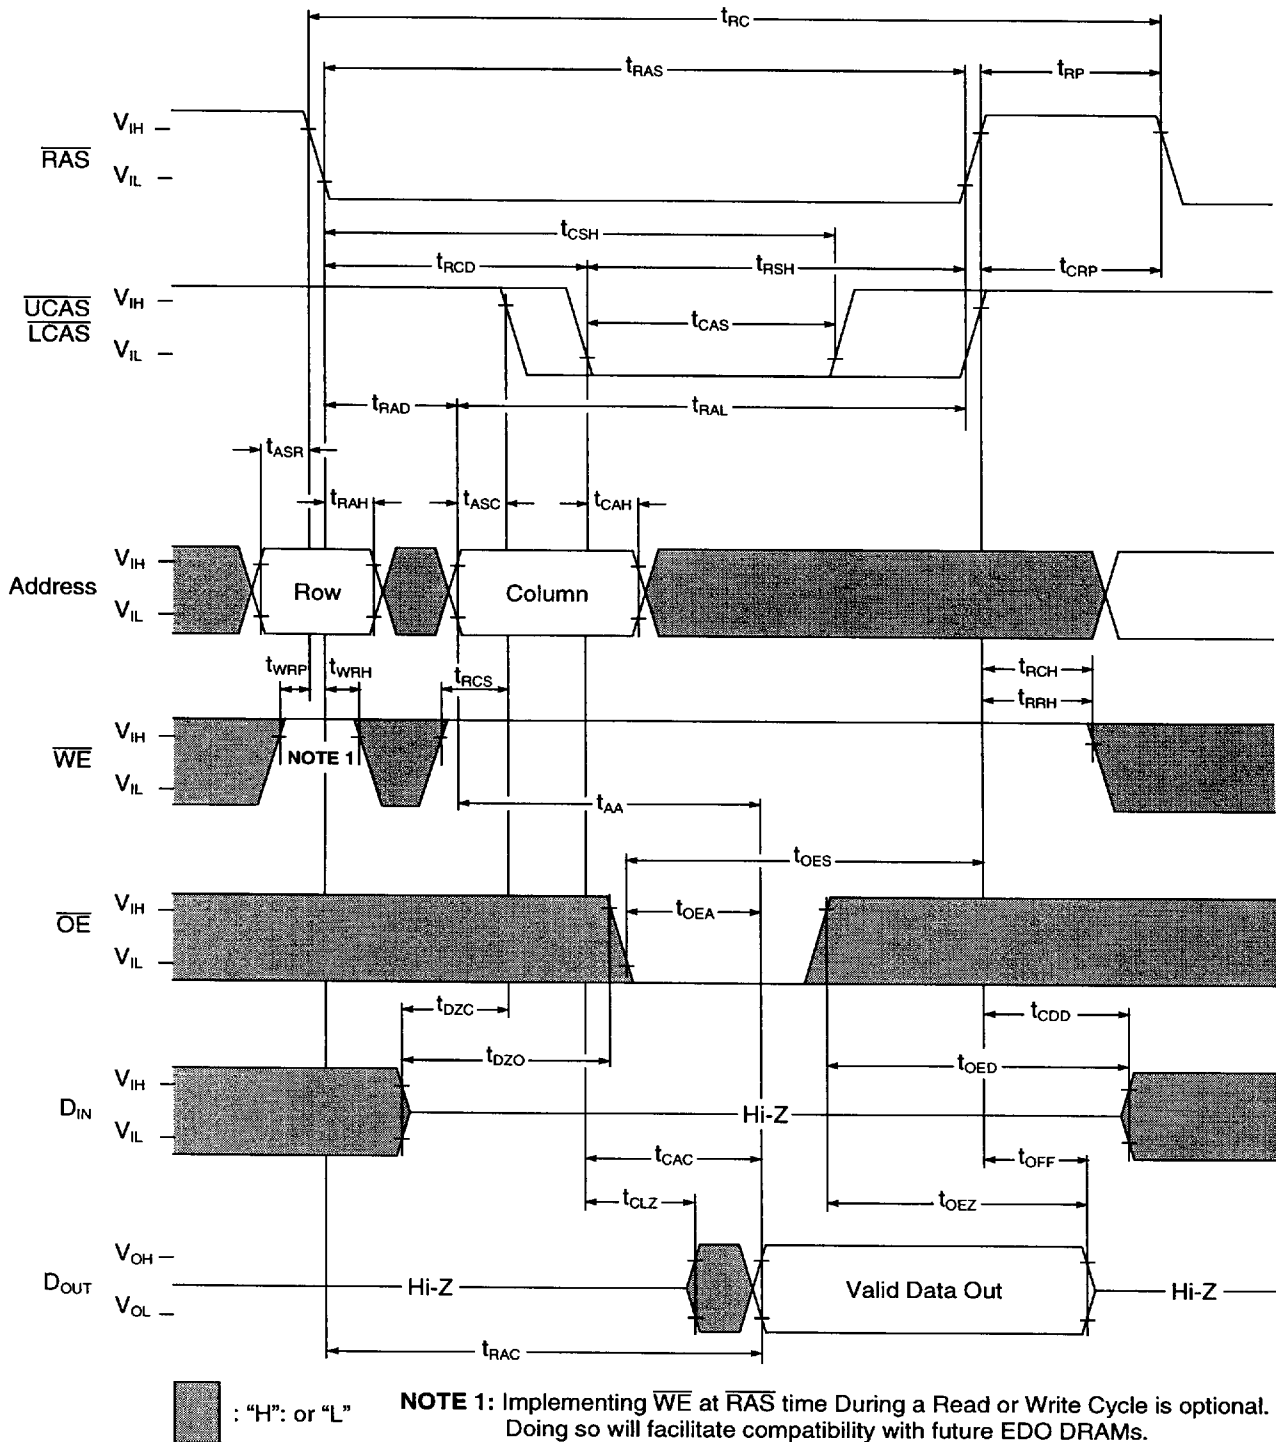 tRC
tRAS
tRP
RAS
VIH
VIL
tCSH
tRCD
tRSH
tCRP
UCAS
LCAS
VIH
VIL
tCAS
tRAD
tRAL
tASR
tRAH
tASC
tCAH
Address
VIH
VIL
Row
Column
tWRP
tWRH
tRCS
tRCH
tRRH
WE
VIH
VIL
NOTE 1
tAA
tOES
OE
VIH
VIL
tOEA
tDZC
tCDD
tDZO
tOED
DIN
VIH
VIL
Hi-Z
tCAC
tOFF
tCLZ
tOEZ
DOUT
VOH
VOL
Hi-Z
Valid Data Out
Hi-Z
tRAC
: “H”: or “L”
NOTE 1: Implementing WE at RAS time During a Read or Write Cycle is optional.
Doing so will facilitate compatibility with future EDO DRAMs.